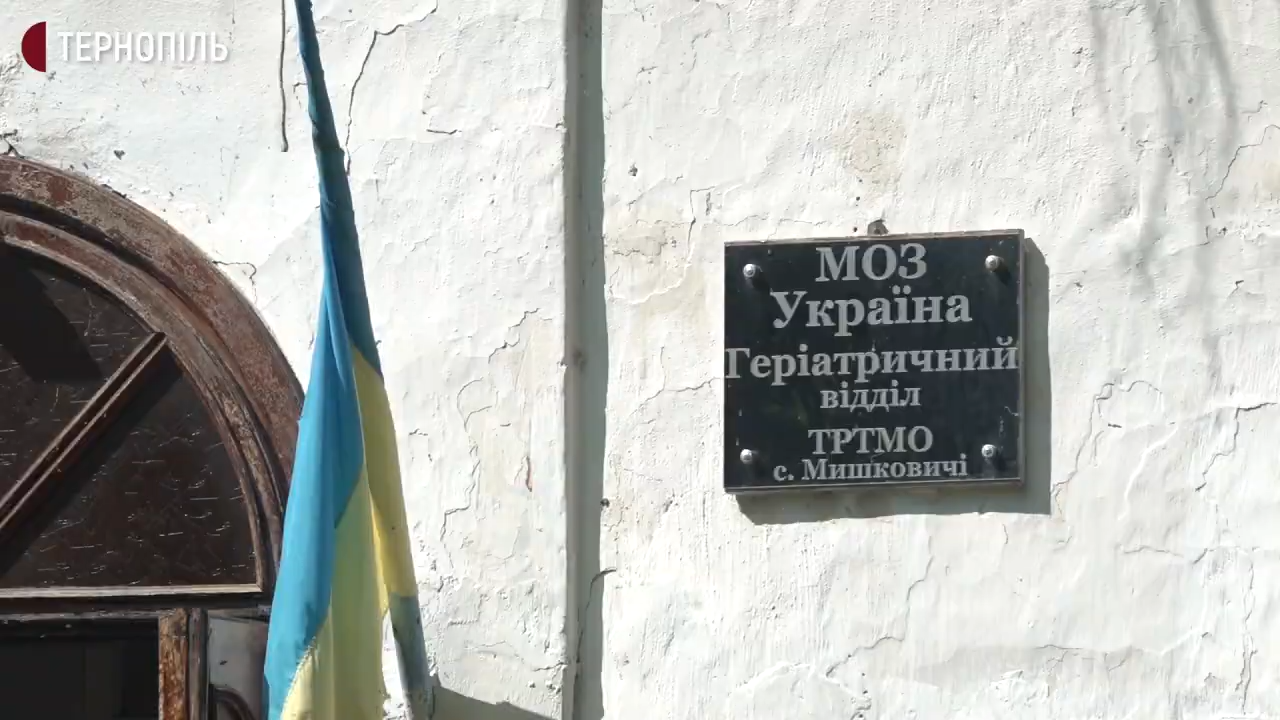 ТЕРНОПІЛЬ
МОЗ
Україна
Геріатричний
відділ
ТРТМО
с. Мишковичі